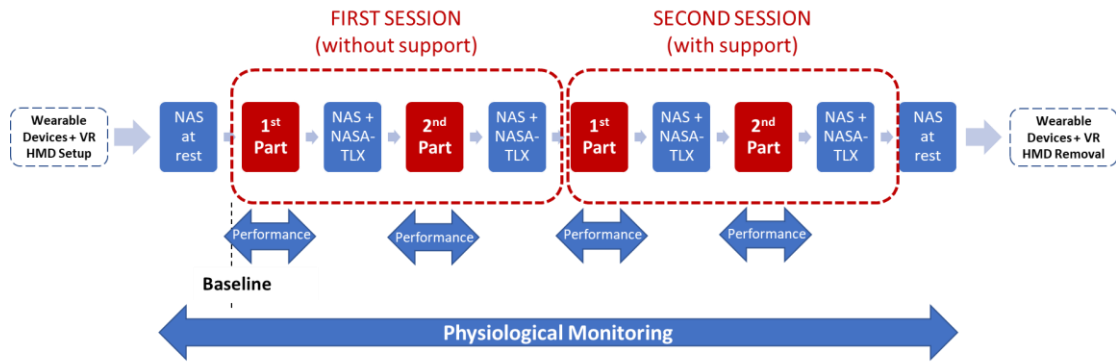 FIRST SESSION
(without support)
SECOND SESSION
(with support)
Wearable
Devices + VR
HMD Setup
NAS
at
rest
1st
Part
NAS +
NASA-
TLX
2nd
Part
NAS +
NASA-
TLX
1st
Part
NAS +
NASA-
TLX
2nd
Part
NAS +
NASA-
TLX
NAS
at
rest
Wearable
Devices + VR
HMD Removal
Performance
Performance
Performance
Performance
Baseline
Physiological Monitoring